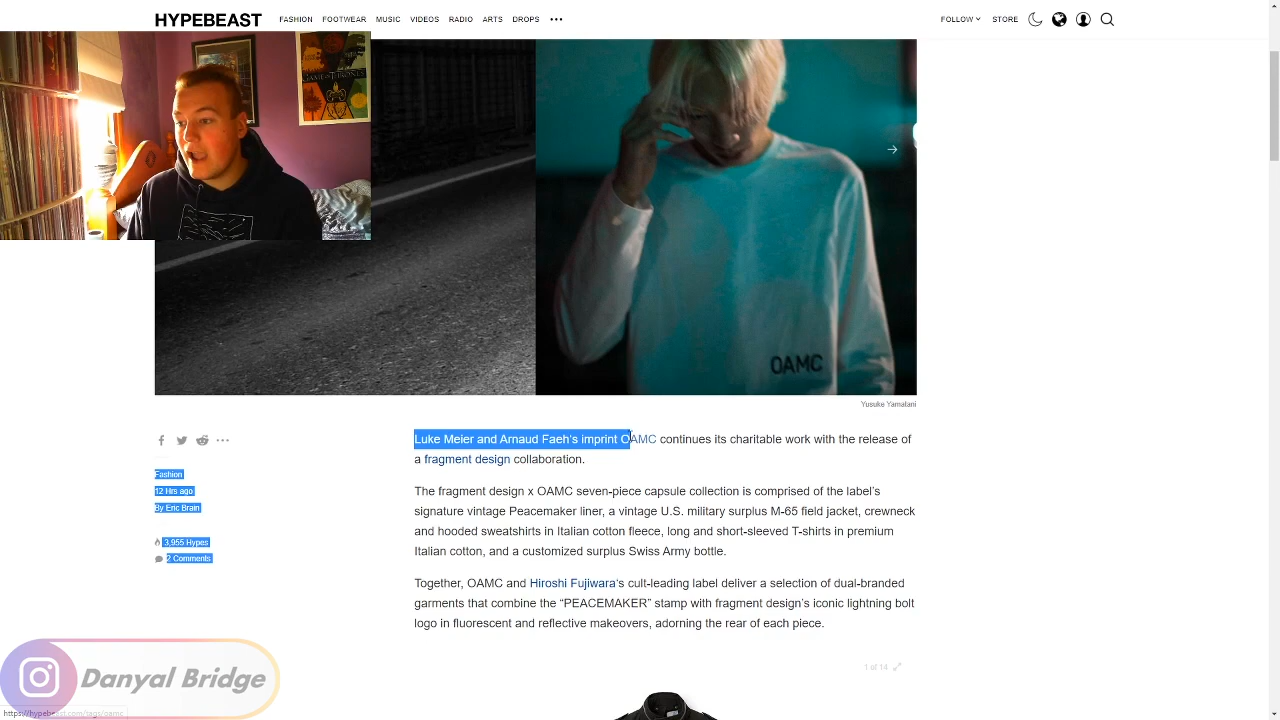 HYPEBEAST
FASHION FOOTWEAR MUSIC VIDEOS RADIO ARTS DROPS
FOLLOW STORE
GAME OF THRONES
OAMC
Yusuke Yamatani
Luke Meier and Arnaud Faeh's imprint OAMC continues its charitable work with the release of
a fragment design collaboration.
Fashion
12 Hrs ago
By Eric Brain
3,955 Hypes
2 Comments
The fragment design x OAMC seven-piece capsule collection is comprised of the label's
signature vintage Peacemaker liner, a vintage U.S. military surplus M-65 field jacket, crewneck
and hooded sweatshirts in Italian cotton fleece, long and short-sleeved T-shirts in premium
Italian cotton, and a customized surplus Swiss Army bottle.
Together, OAMC and Hiroshi Fujiwara's cult-leading label deliver a selection of dual-branded
garments that combine the “PEACEMAKER” stamp with fragment design's iconic lightning bolt
logo in fluorescent and reflective makeovers, adorning the rear of each piece.
1 of 14
Danyal Bridge
https://hypebeast.com/tags/oamc